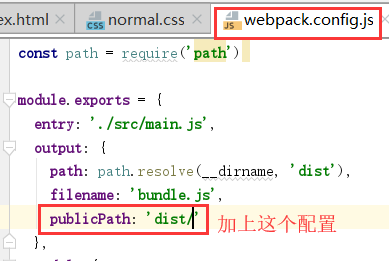 ex.html normal.css webpack.config.js
const path = require('path')
module.exports = {
entry: './src/main.js',
output: {
path: path.resolve(__dirname, 'dist'),
filename: 'bundle.js',
publicPath: 'dist/' 加上这个配置
},